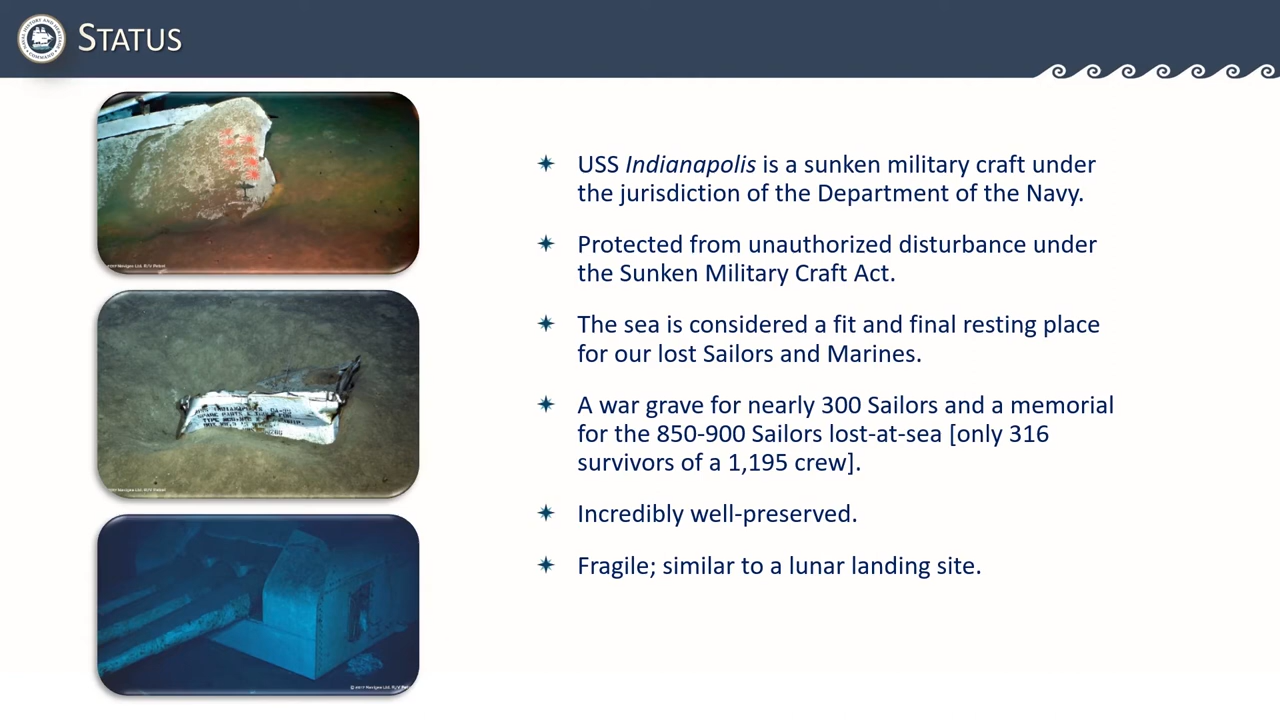 STATUS
USS Indianapolis is a sunken military craft under
the jurisdiction of the Department of the Navy.
Protected from unauthorized disturbance under
the Sunken Military Craft Act.
The sea is considered a fit and final resting place
for our lost Sailors and Marines.
A war grave for nearly 300 Sailors and a memorial
for the 850-900 Sailors lost-at-sea [only 316
survivors of a 1,195 crew].
Incredibly well-preserved.
Fragile; similar to a lunar landing site.